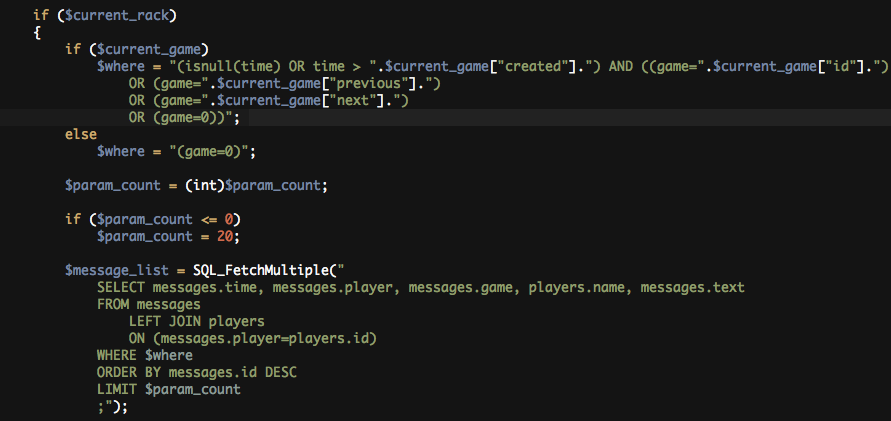 if ($current_rack)
{
    if ($current_game)
        $where = "(isnull(time) OR time > ".$current_game["created"].") AND ((game=".$current_game["id"].")
            OR (game=".$current_game["previous"].")
            OR (game=".$current_game["next"].")
            OR (game=0))";
    else
        $where = "(game=0)";
    $param_count = (int)$param_count;
    if ($param_count <= 0)
        $param_count = 20;
    $message_list = SQL_FetchMultiple("
        SELECT messages.time, messages.player, messages.game, players.name, messages.text
        FROM messages
            LEFT JOIN players
            ON (messages.player=players.id)
        WHERE $where
        ORDER BY messages.id DESC
        LIMIT $param_count
        ;");